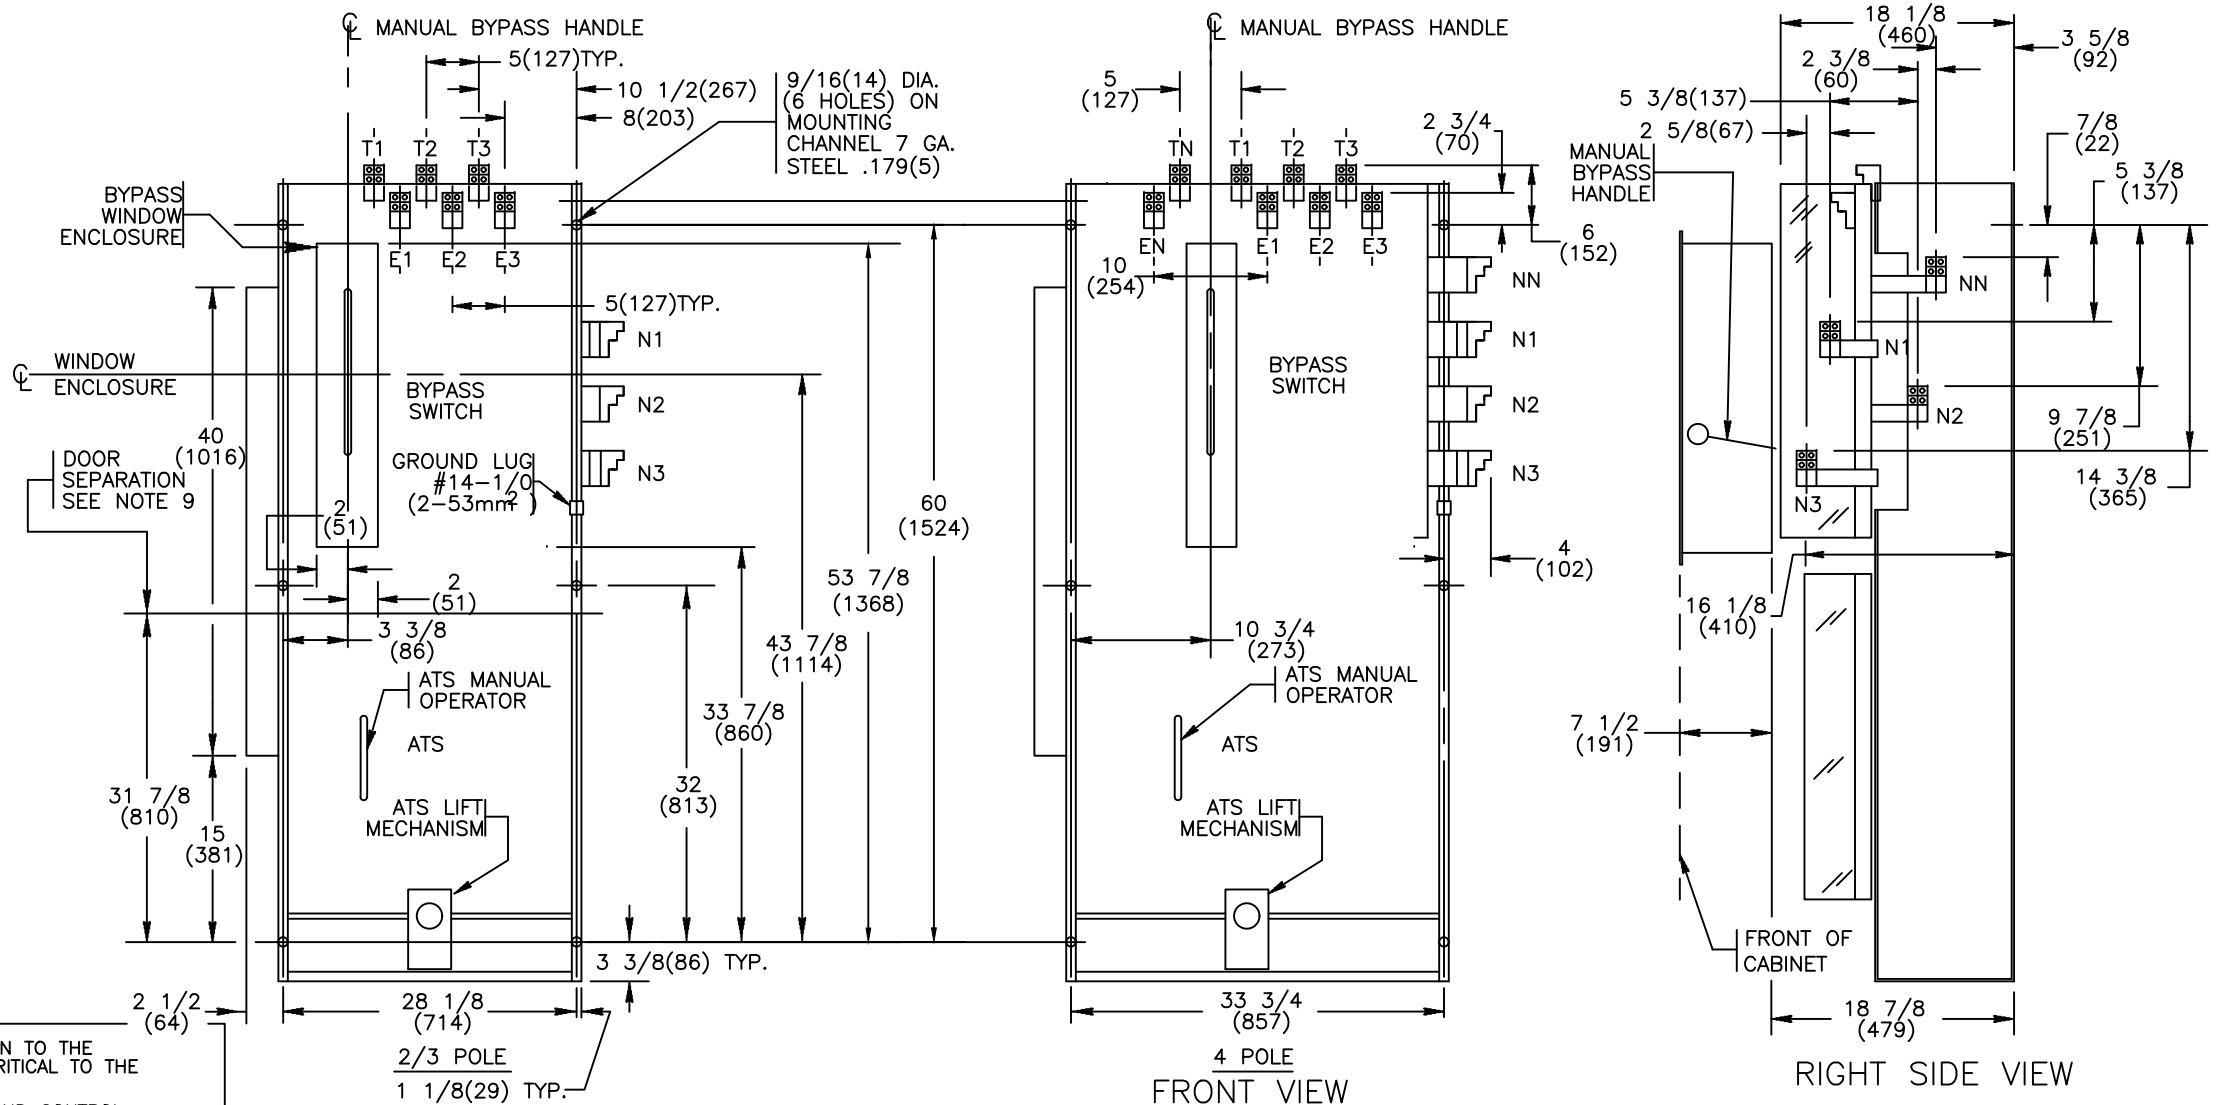 ℄ MANUAL BYPASS HANDLE
5(127)TYP.
10 1/2(267)
8(203)
9/16(14) DIA.
(6 HOLES) ON
MOUNTING
CHANNEL 7 GA.
STEEL .179(5)
T1
T2
T3
BYPASS
WINDOW
ENCLOSURE
E1
E2
E3
5(127)TYP.
N1
℄ WINDOW
ENCLOSURE
BYPASS
SWITCH
N2
40
(1016)
DOOR
SEPARATION
SEE NOTE 9
GROUND LUG
#14-1/0
(2-53mm² )
N3
2
(51)
60
(1524)
53 7/8
(1368)
2
(51)
3 3/8
(86)
43 7/8
(1114)
ATS MANUAL
OPERATOR
33 7/8
(860)
ATS
31 7/8
(810)
32
(813)
15
(381)
ATS LIFT
MECHANISM
3 3/8(86) TYP.
2 1/2
(64)
28 1/8
(714)
2/3 POLE
1 1/8(29) TYP.
N TO THE
RITICAL TO THE
℄ MANUAL BYPASS HANDLE
5
(127)
2 3/4
(70)
TN
T1
T2
T3
EN
E1
E2
E3
6
(152)
10
(254)
NN
N1
BYPASS
SWITCH
N2
N3
4
(102)
10 3/4
(273)
ATS MANUAL
OPERATOR
ATS
ATS LIFT
MECHANISM
33 3/4
(857)
4 POLE
FRONT VIEW
18 1/8
(460)
3 5/8
(92)
2 3/8
(60)
5 3/8(137)
2 5/8(67)
7/8
(22)
MANUAL
BYPASS
HANDLE
5 3/8
(137)
NN
N1
N2
9 7/8
(251)
14 3/8
(365)
N3
16 1/8
(410)
7 1/2
(191)
FRONT OF
CABINET
18 7/8
(479)
RIGHT SIDE VIEW